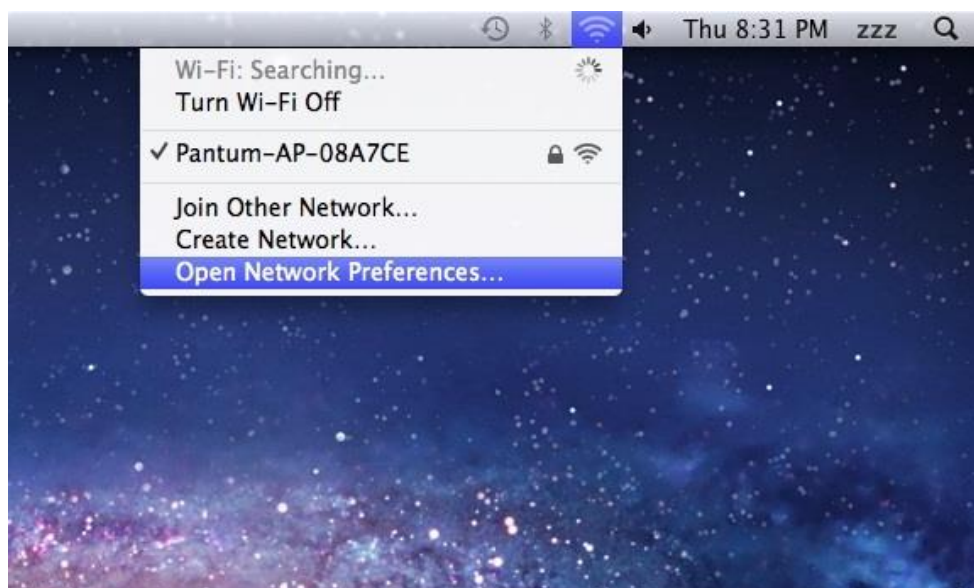 Thu 8:31 PM zzz
Wi-Fi: Searching...
Turn Wi-Fi Off
Pantum-AP-08A7CE
Join Other Network...
Create Network...
Open Network Preferences...